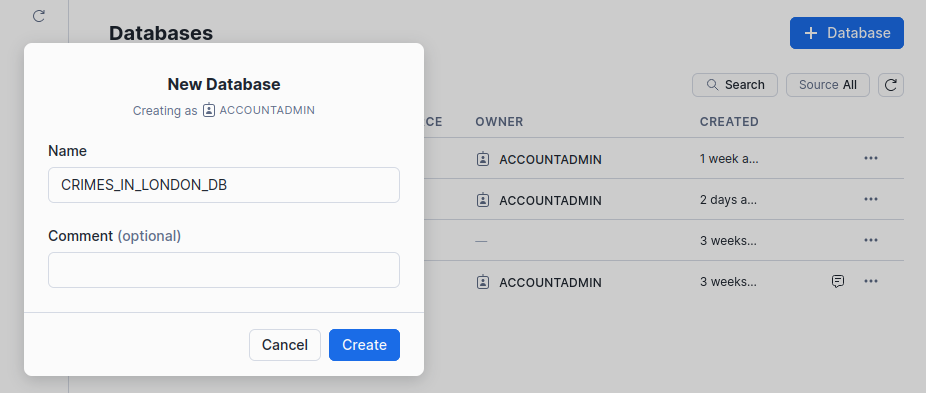 Databases
+ Database
New Database
Creating as ACCOUNTADMIN
Name
CRIMES_IN_LONDON_DB
Comment (optional)
Cancel
Create
Search
Source All
CE
OWNER
CREATED
ACCOUNTADMIN
1 week a...
ACCOUNTADMIN
2 days a...
—
3 weeks...
ACCOUNTADMIN
3 weeks...